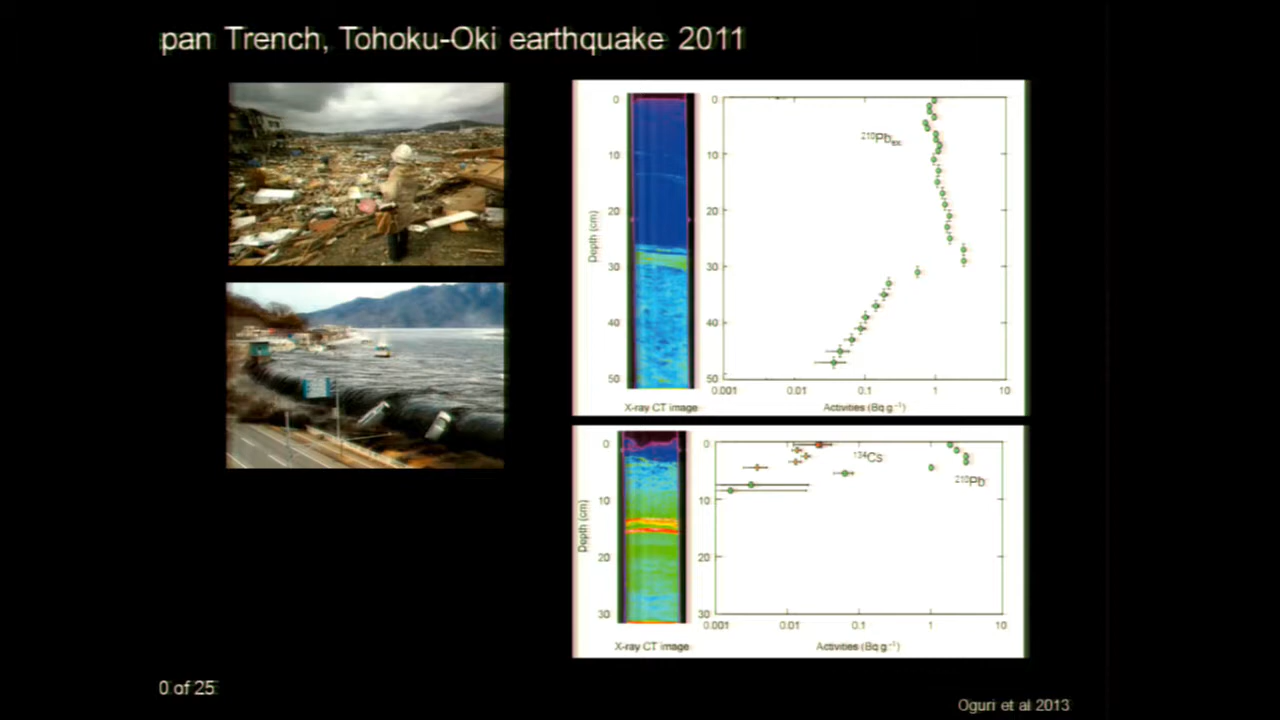 pan Trench, Tohoku-Oki earthquake 2011
0
10
20
30
40
50
Depth (cm)
X-ray CT image
0
10
20
30
40
50
210Pbex.
0.001
0.01
0.1
1
10
Activities (Bq g⁻¹)
0
10
20
30
Depth (cm)
X-ray CT image
0
10
20
30
134Cs
210Pb
0.001
0.01
0.1
1
10
Activities (Bq g⁻¹)
0 of 25
Oguri et al 2013